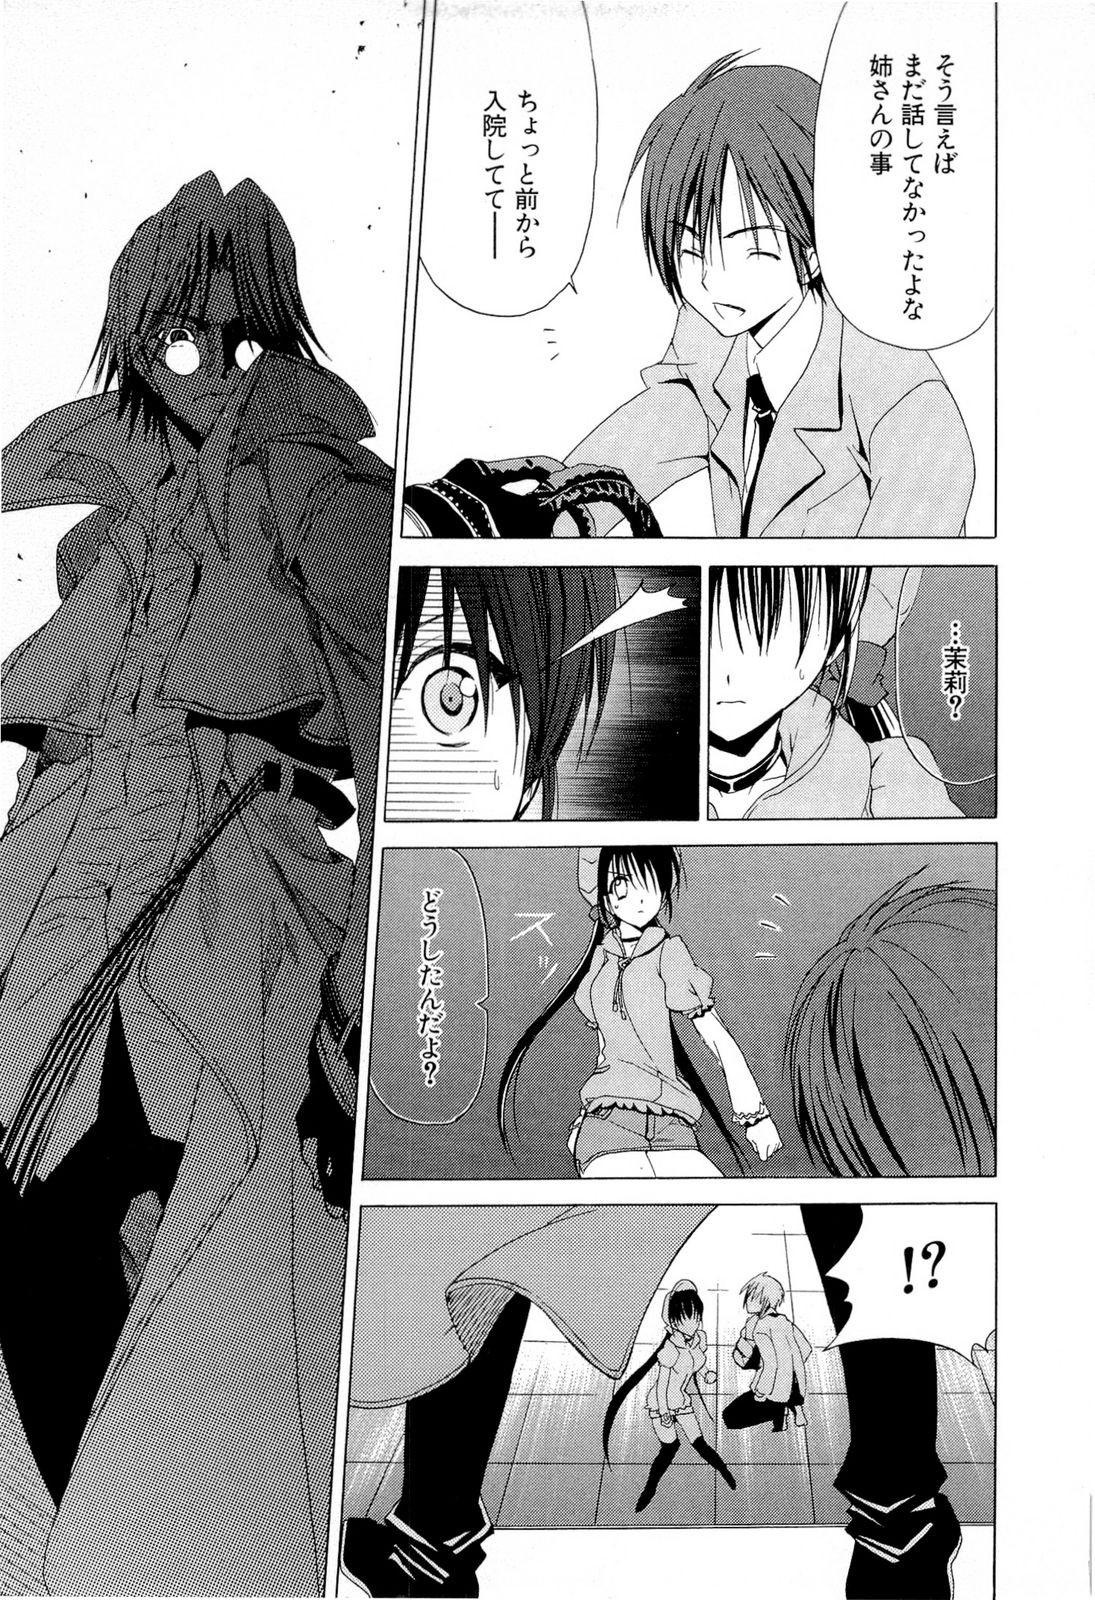 そう言えば
まだ話してなかったよな
姉さんの事
ちょっと前から
入院してて──
…茉莉?
スッ
どうしたんだよ?
!?